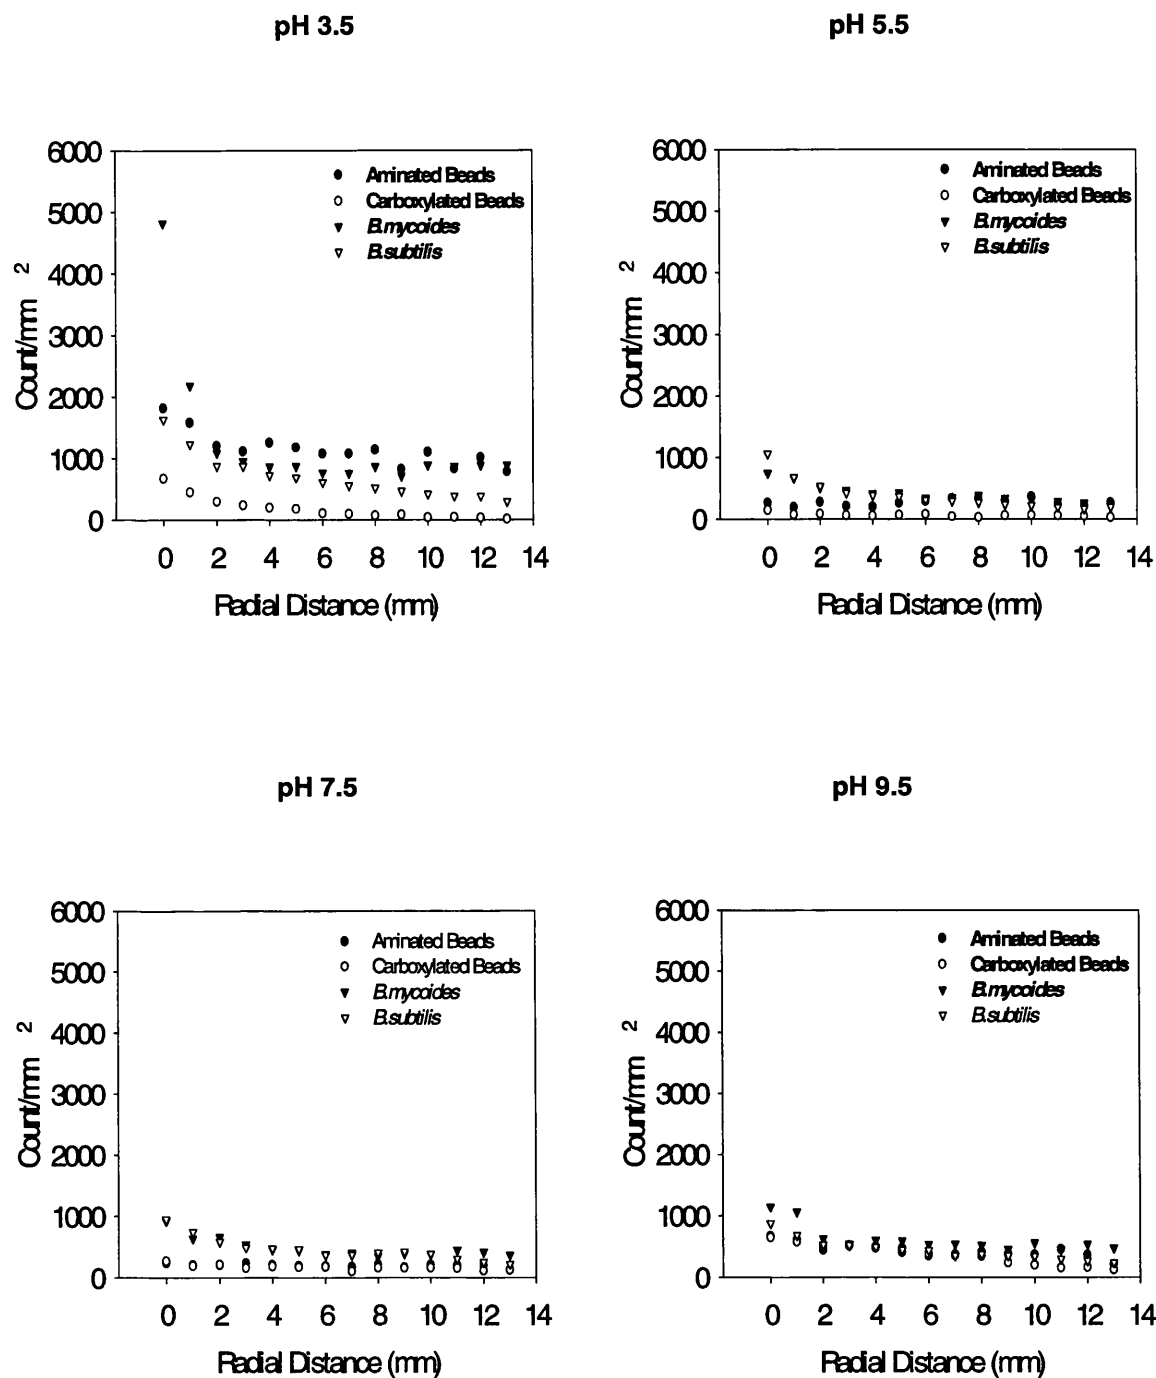 pH 3.5
6000
5000
4000
3000
2000
1000
0
Count/mm 2
Aminated Beads
Carboxylated Beads
B.mycoides
B.subtilis
0 2 4 6 8 10 12 14
Radial Distance (mm)
pH 5.5
6000
5000
4000
3000
2000
1000
0
Count/mm 2
Aminated Beads
Carboxylated Beads
B.mycoides
B.subtilis
0 2 4 6 8 10 12 14
Radial Distance (mm)
pH 7.5
6000
5000
4000
3000
2000
1000
0
Count/mm 2
Aminated Beads
Carboxylated Beads
B.mycoides
B.subtilis
0 2 4 6 8 10 12 14
Radial Distance (mm)
pH 9.5
6000
5000
4000
3000
2000
1000
0
Count/mm 2
Aminated Beads
Carboxylated Beads
B.mycoides
B.subtilis
0 2 4 6 8 10 12 14
Radial Distance (mm)